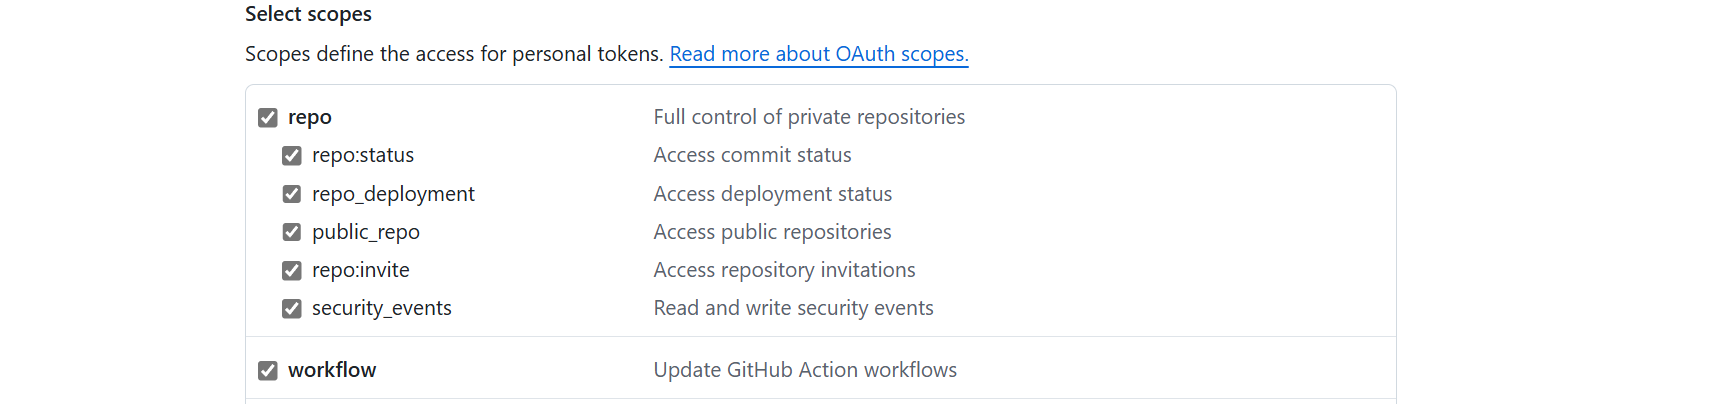 Select scopes
Scopes define the access for personal tokens. Read more about OAuth scopes.
repo Full control of private repositories
repo:status Access commit status
repo_deployment Access deployment status
public_repo Access public repositories
repo:invite Access repository invitations
security_events Read and write security events
workflow Update GitHub Action workflows